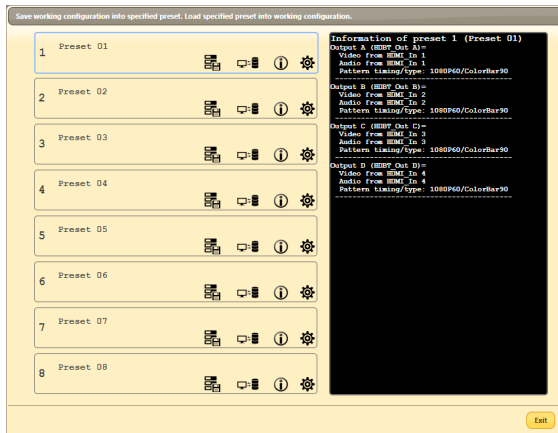 Save working configuration into specified preset. Load specified preset into working configuration.
1 Preset 01
2 Preset 02
3 Preset 03
4 Preset 04
5 Preset 05
6 Preset 06
7 Preset 07
8 Preset 08
Information of preset 1 (Preset 01)
Output A (HDBT_Out A)=
Video from HDMI_In 1
Audio from HDMI_In 1
Pattern timing/type: 1080P60/ColorBar90
----------------------------------------
Output B (HDBT_Out B)=
Video from HDMI_In 2
Audio from HDMI_In 2
Pattern timing/type: 1080P60/ColorBar90
----------------------------------------
Output C (HDBT_Out C)=
Video from HDMI_In 3
Audio from HDMI_In 3
Pattern timing/type: 1080P60/ColorBar90
----------------------------------------
Output D (HDBT_Out D)=
Video from HDMI_In 4
Audio from HDMI_In 4
Pattern timing/type: 1080P60/ColorBar90
----------------------------------------
Exit